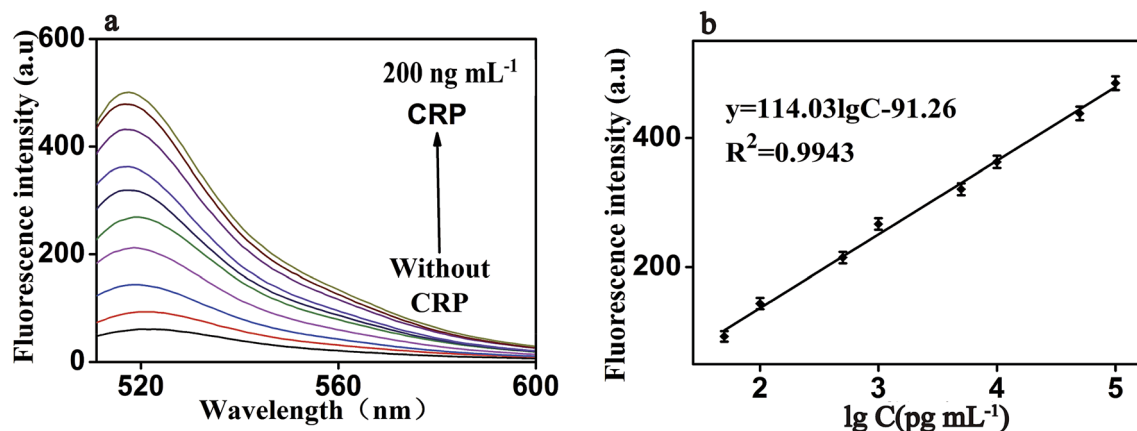 a
600
400
200
0
Fluorescence intensity (a.u)
200 ng mL⁻¹
CRP
Without
CRP
520
560
600
Wavelength（nm）
b
y=114.03lgC-91.26
R²=0.9943
400
200
Fluorescence intensity (a.u)
2
3
4
5
lg C(pg mL⁻¹)